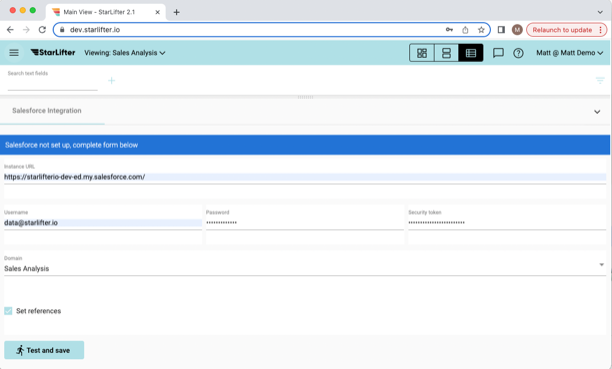 Main View - StarLifter 2.1
dev.starlifter.io
M
Relaunch to update
StarLifter
Viewing: Sales Analysis
Matt @ Matt Demo
Search text fields
Salesforce Integration
Salesforce not set up, complete form below
Instance URL
https://starlifterio-dev-ed.my.salesforce.com/
Username
Password
Security token
data@starlifter.io
Domain
Sales Analysis
Set references
Test and save